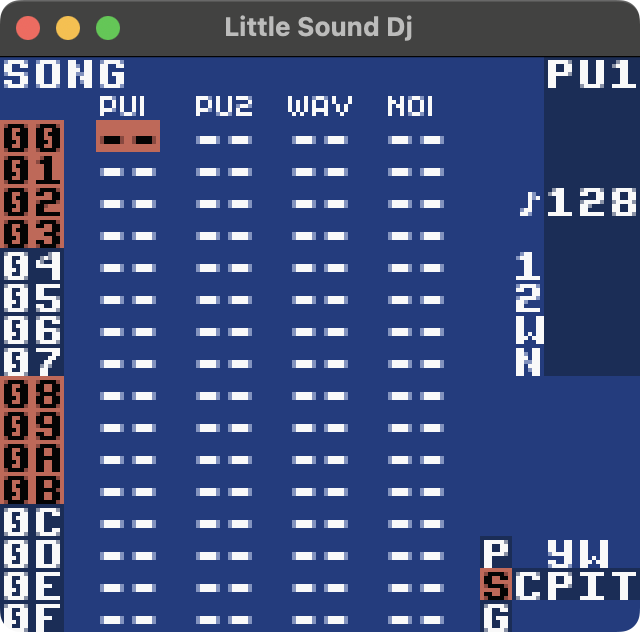 Little Sound Dj
SONG PU1
PU1 PU2 WAV NOI
00 -- -- -- --
01 -- -- -- --
02 -- -- -- -- ♪128
03 -- -- -- --
04 -- -- -- -- 1
05 -- -- -- -- 2
06 -- -- -- -- W
07 -- -- -- -- N
08 -- -- -- --
09 -- -- -- --
0A -- -- -- --
0B -- -- -- --
0C -- -- -- --
0D -- -- -- -- P YW
0E -- -- -- -- SCPIT
0F -- -- -- -- G